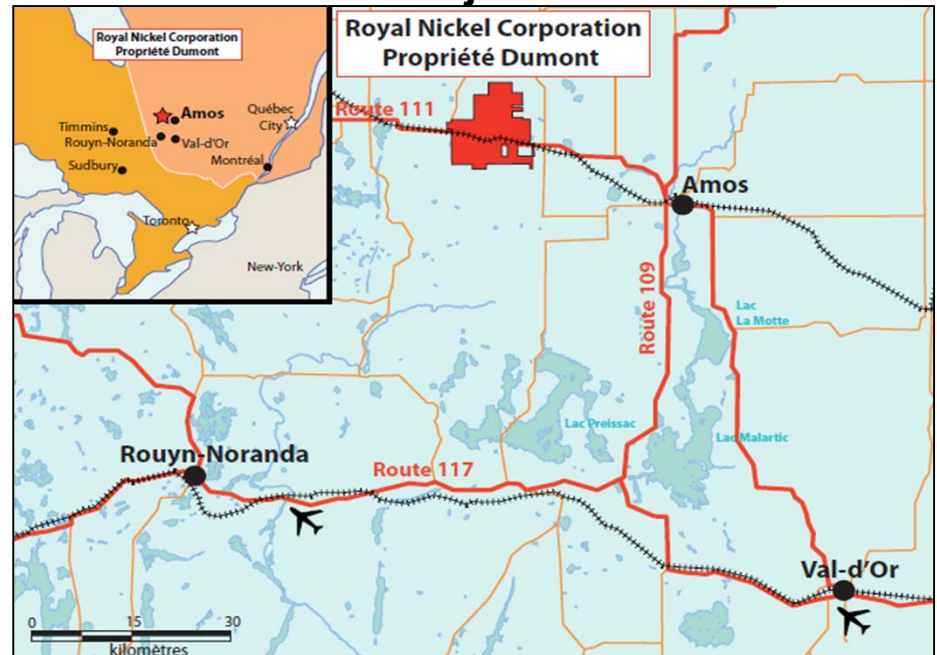 Royal Nickel Corporation
Propriété Dumont
Amos
Québec
City
Timmins
Rouyn-Noranda
Val-d'Or
Sudbury
Montréal
Toronto
New-York
Royal Nickel Corporation
Propriété Dumont
Route 111
Amos
Route 109
Lac
La Motte
Lac Preissac
Lac Malartic
Rouyn-Noranda
Route 117
Val-d'Or
0 15 30
kilomètres